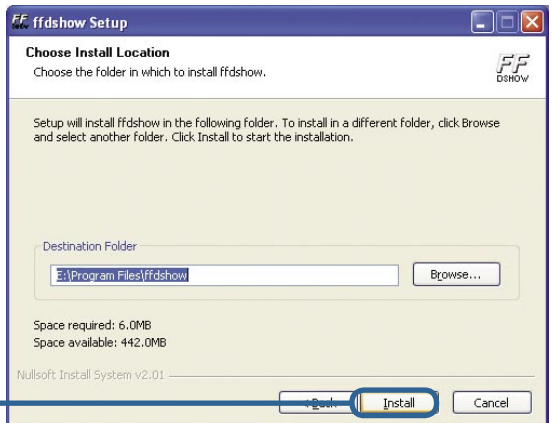 ffdshow Setup
Choose Install Location
Choose the folder in which to install ffdshow.
FF
DSHOW
Setup will install ffdshow in the following folder. To install in a different folder, click Browse
and select another folder. Click Install to start the installation.
Destination Folder
E:\Program Files\ffdshow
Browse...
Space required: 6.0MB
Space available: 442.0MB
Nullsoft Install System v2.01
< Back Install Cancel